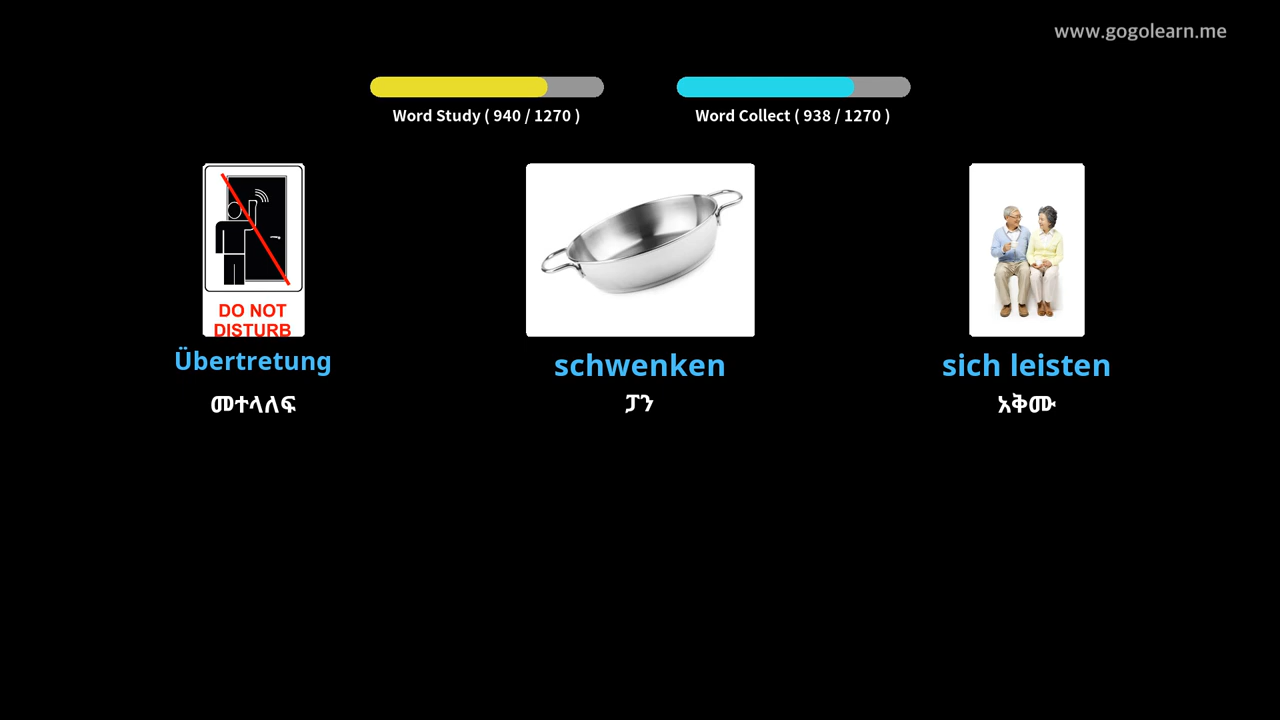 www.gogolearn.me
Word Study ( 940 / 1270 )
Word Collect ( 938 / 1270 )
DO NOT
DISTURB
Übertretung
schwenken
sich leisten
መተላለፍ
ፓን
አቅሙ